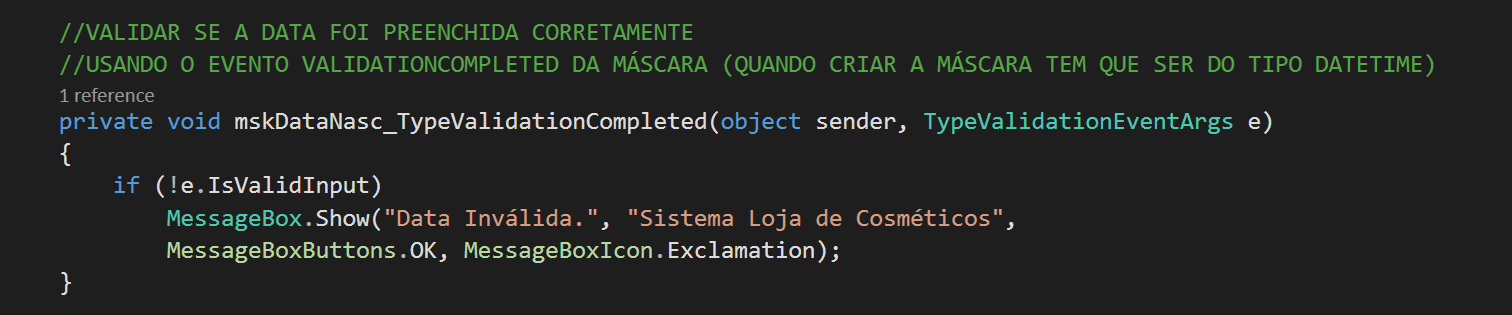 //VALIDAR SE A DATA FOI PREENCHIDA CORRETAMENTE
//USANDO O EVENTO VALIDATIONCOMPLETED DA MÁSCARA (QUANDO CRIAR A MÁSCARA TEM QUE SER DO TIPO DATETIME)
1 reference
private void mskDataNasc_TypeValidationCompleted(object sender, TypeValidationEventArgs e)
{
    if (!e.IsValidInput)
        MessageBox.Show("Data Inválida.", "Sistema Loja de Cosméticos",
        MessageBoxButtons.OK, MessageBoxIcon.Exclamation);
}